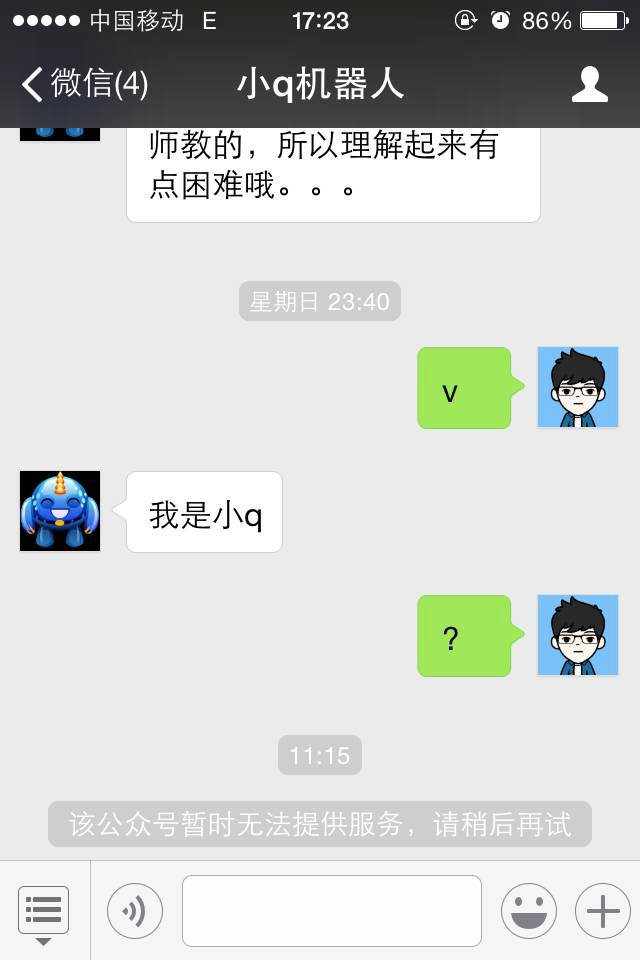 中国移动 E 17:23 86%
微信(4) 小q机器人
师教的，所以理解起来有
点困难哦。。。
星期日 23:40
v
我是小q
?
11:15
该公众号暂时无法提供服务，请稍后再试